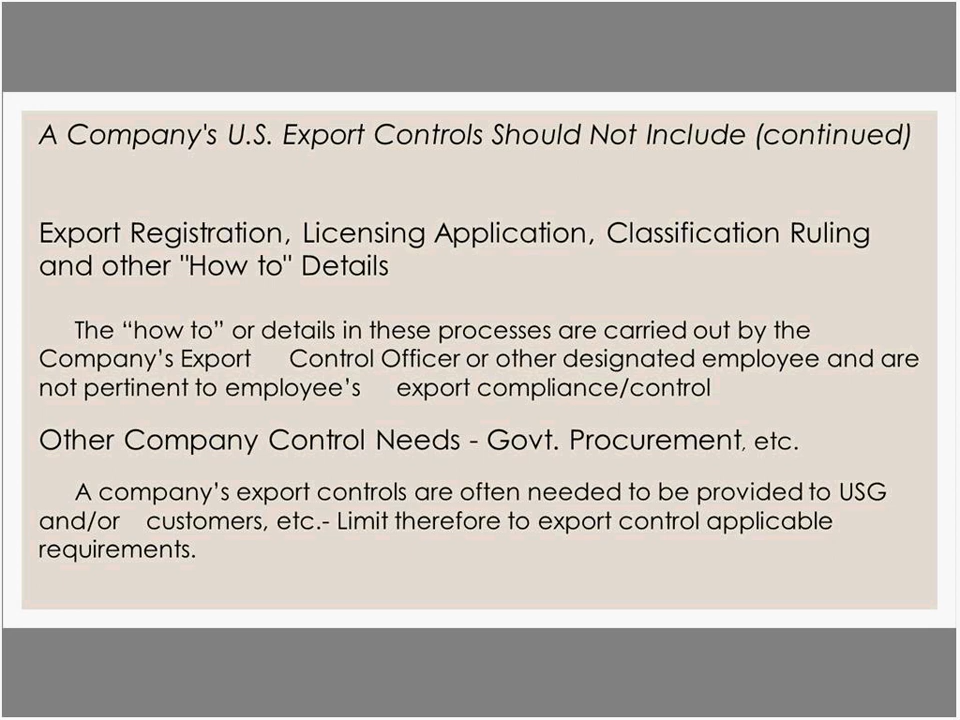 A Company's U.S. Export Controls Should Not Include (continued)
Export Registration, Licensing Application, Classification Ruling
and other "How to" Details
The “how to” or details in these processes are carried out by the
Company’s Export Control Officer or other designated employee and are
not pertinent to employee’s export compliance/control
Other Company Control Needs - Govt. Procurement, etc.
A company’s export controls are often needed to be provided to USG
and/or customers, etc.- Limit therefore to export control applicable
requirements.